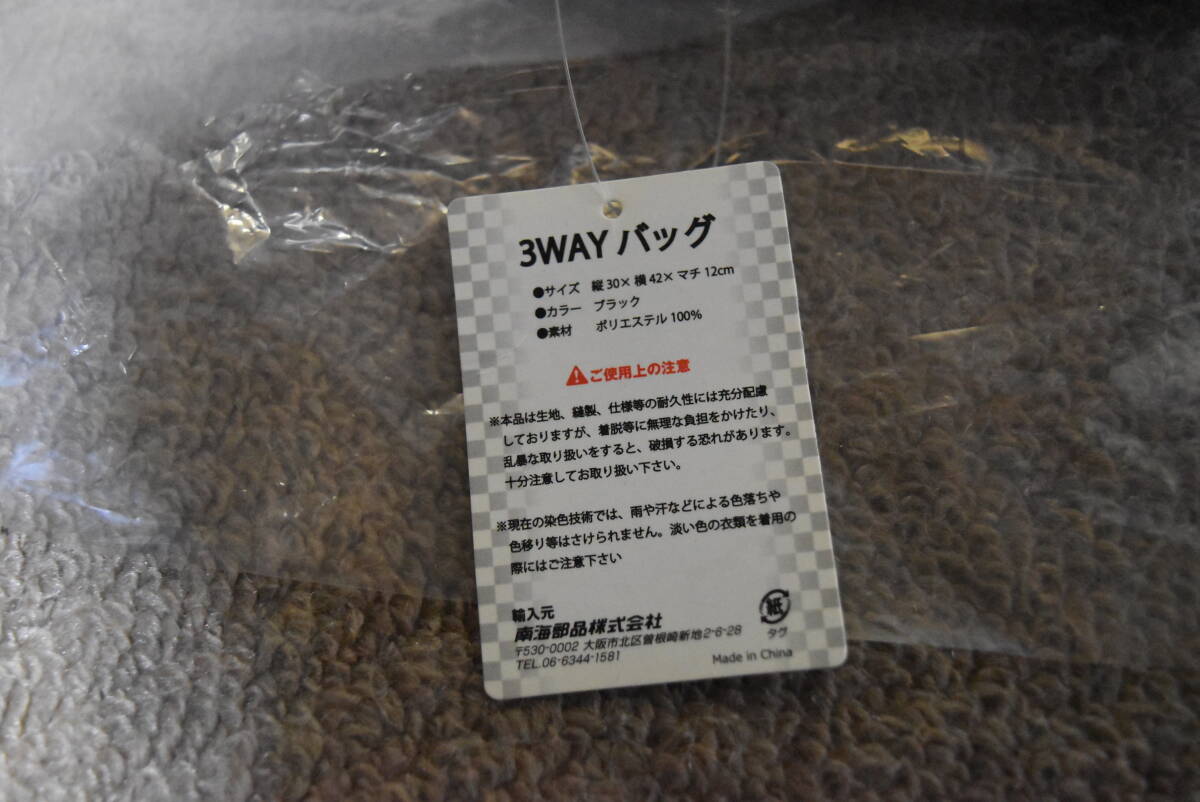 3WAY バッグ
●サイズ 縦 30× 横 42× マチ 12cm
●カラー ブラック
●素材 ポリエステル 100%
ご使用上の注意
※本品は生地、縫製、仕様等の耐久性には充分配慮
しておりますが、着脱等に無理な負担をかけたり、
乱暴な取り扱いをすると、破損する恐れがあります。
十分注意してお取り扱い下さい。
※現在の染色技術では、雨や汗などによる色落ちや
色移り等はさけられません。淡い色の衣類を着用の
際にはご注意下さい
輸入元
南海部品株式会社
〒530-0002 大阪市北区曽根崎新地2-6-28
TEL.06-6344-1581
紙
タグ
Made in China